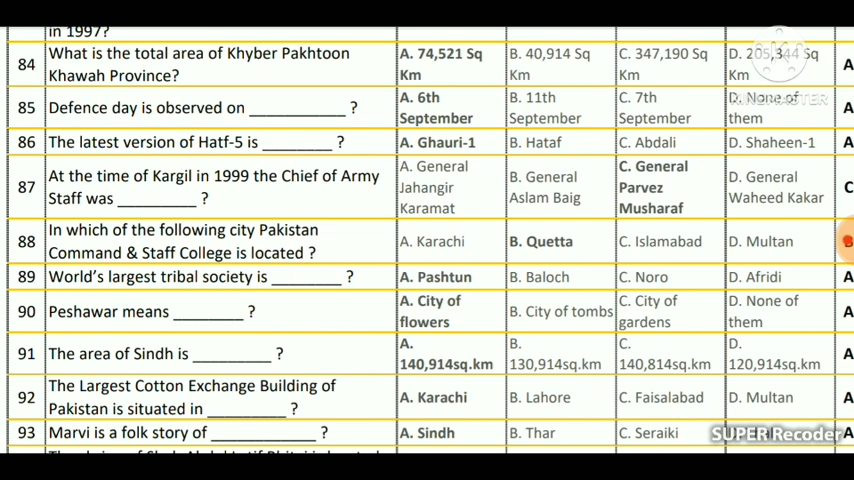 in 1997?
84 What is the total area of Khyber Pakhtoon Khawah Province? A. 74,521 Sq Km B. 40,914 Sq Km C. 347,190 Sq Km D. 205,344 Sq Km A
85 Defence day is observed on ___________ ? A. 6th September B. 11th September C. 7th September D. None of them A
86 The latest version of Hatf-5 is ________ ? A. Ghauri-1 B. Hataf C. Abdali D. Shaheen-1 A
87 At the time of Kargil in 1999 the Chief of Army Staff was _________ ? A. General Jahangir Karamat B. General Aslam Baig C. General Parvez Musharaf D. General Waheed Kakar C
88 In which of the following city Pakistan Command & Staff College is located ? A. Karachi B. Quetta C. Islamabad D. Multan B
89 World's largest tribal society is ________ ? A. Pashtun B. Baloch C. Noro D. Afridi A
90 Peshawar means ________ ? A. City of flowers B. City of tombs C. City of gardens D. None of them A
91 The area of Sindh is _________ ? A. 140,914sq.km B. 130,914sq.km C. 140,814sq.km D. 120,914sq.km A
92 The Largest Cotton Exchange Building of Pakistan is situated in _________ ? A. Karachi B. Lahore C. Faisalabad D. Multan A
93 Marvi is a folk story of ____________ ? A. Sindh B. Thar C. Seraiki A
KINEMASTER
SUPER Recoder